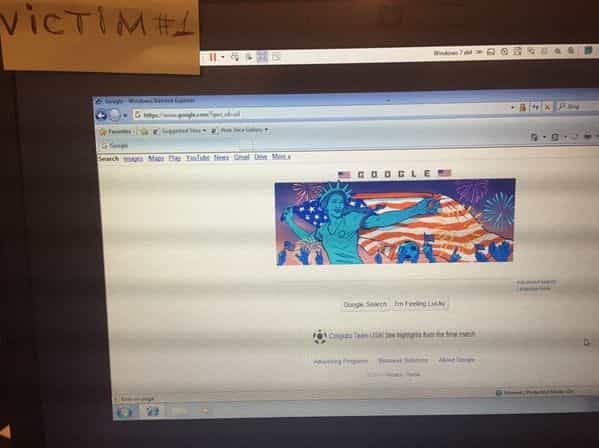 VICTIM#1
Windows 7 x64
Google - Windows Internet Explorer
https://www.google.com/?gws_rd=ssl
Bing
Favorites Suggested Sites Web Slice Gallery
Google
Search Images Maps Play YouTube News Gmail Drive More »
GOOGLE
Advanced search
Language tools
Google Search I'm Feeling Lucky
Congrats Team USA! See highlights from the final match
Advertising Programs Business Solutions About Google
Privacy - Terms
Internet | Protected Mode: On